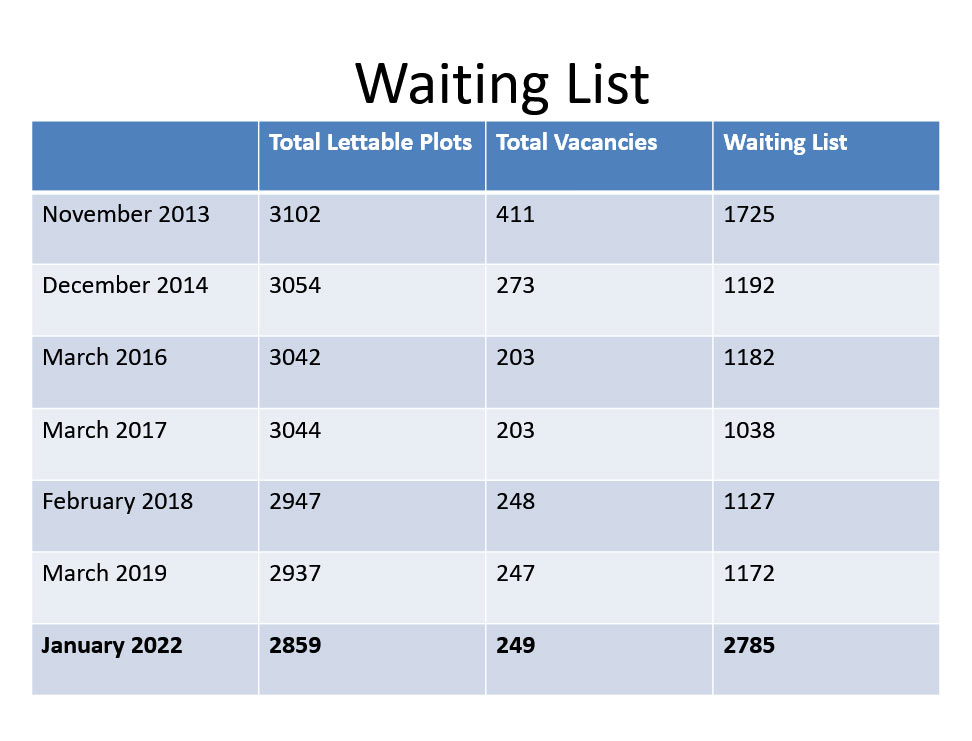 Waiting List
Total Lettable Plots Total Vacancies Waiting List
November 2013 3102 411 1725
December 2014 3054 273 1192
March 2016 3042 203 1182
March 2017 3044 203 1038
February 2018 2947 248 1127
March 2019 2937 247 1172
January 2022 2859 249 2785